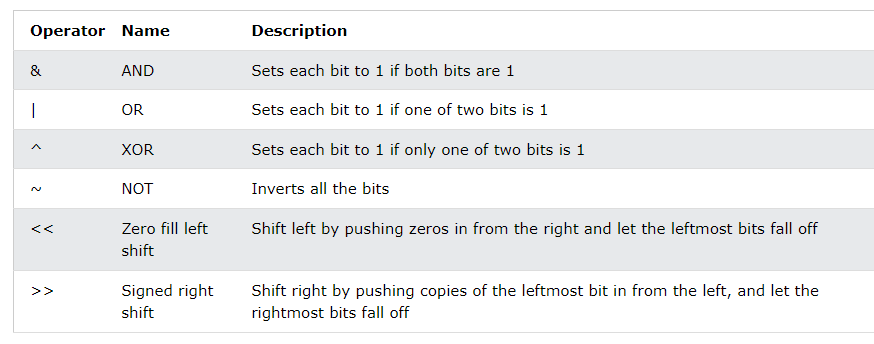 Operator Name Description
& AND Sets each bit to 1 if both bits are 1
| OR Sets each bit to 1 if one of two bits is 1
^ XOR Sets each bit to 1 if only one of two bits is 1
~ NOT Inverts all the bits
<< Zero fill left shift Shift left by pushing zeros in from the right and let the leftmost bits fall off
>> Signed right shift Shift right by pushing copies of the leftmost bit in from the left, and let the
rightmost bits fall off